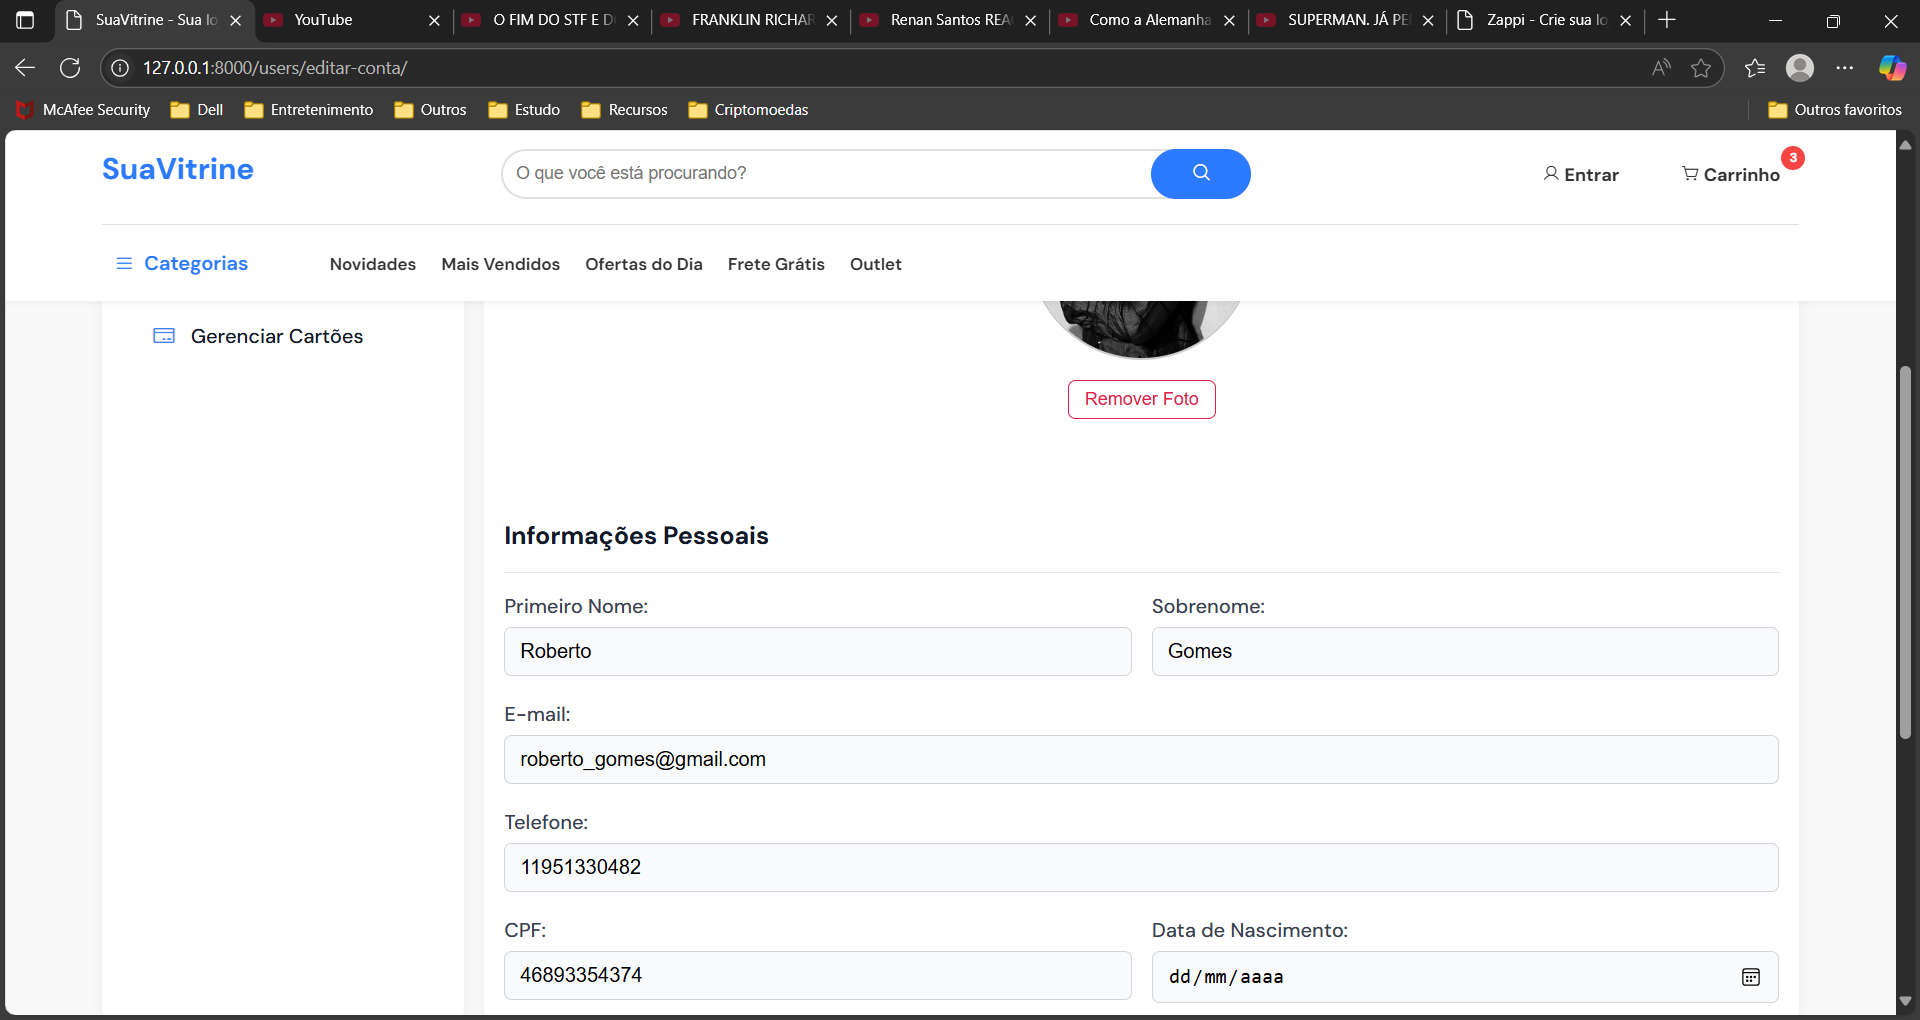 SuaVitrine - Sua lo
YouTube
O FIM DO STF E D
FRANKLIN RICHAR
Renan Santos REA
Como a Alemanha
SUPERMAN. JÁ PE
Zappi - Crie sua lo
127.0.0.1:8000/users/editar-conta/
McAfee Security
Dell
Entretenimento
Outros
Estudo
Recursos
Criptomoedas
Outros favoritos
SuaVitrine
O que você está procurando?
Entrar
Carrinho
3
Categorias
Novidades
Mais Vendidos
Ofertas do Dia
Frete Grátis
Outlet
Gerenciar Cartões
Remover Foto
Informações Pessoais
Primeiro Nome:
Sobrenome:
Roberto
Gomes
E-mail:
roberto_gomes@gmail.com
Telefone:
11951330482
CPF:
Data de Nascimento:
46893354374
dd/mm/aaaa